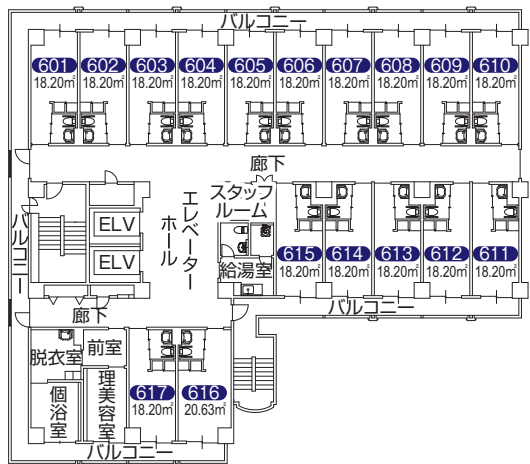 バルコニー
601 602 603 604 605 606 607 608 609 610
18.20㎡ 18.20㎡ 18.20㎡ 18.20㎡ 18.20㎡ 18.20㎡ 18.20㎡ 18.20㎡ 18.20㎡ 18.20㎡
廊下
スタッフ
ルーム
エレベーター
ホール
ELV
ELV
バルコニー
給湯室
615 614 613 612 611
18.20㎡ 18.20㎡ 18.20㎡ 18.20㎡ 18.20㎡
バルコニー
廊下
脱衣室
前室
個浴室
理美容室
617 616
18.20㎡ 20.63㎡
バルコニー